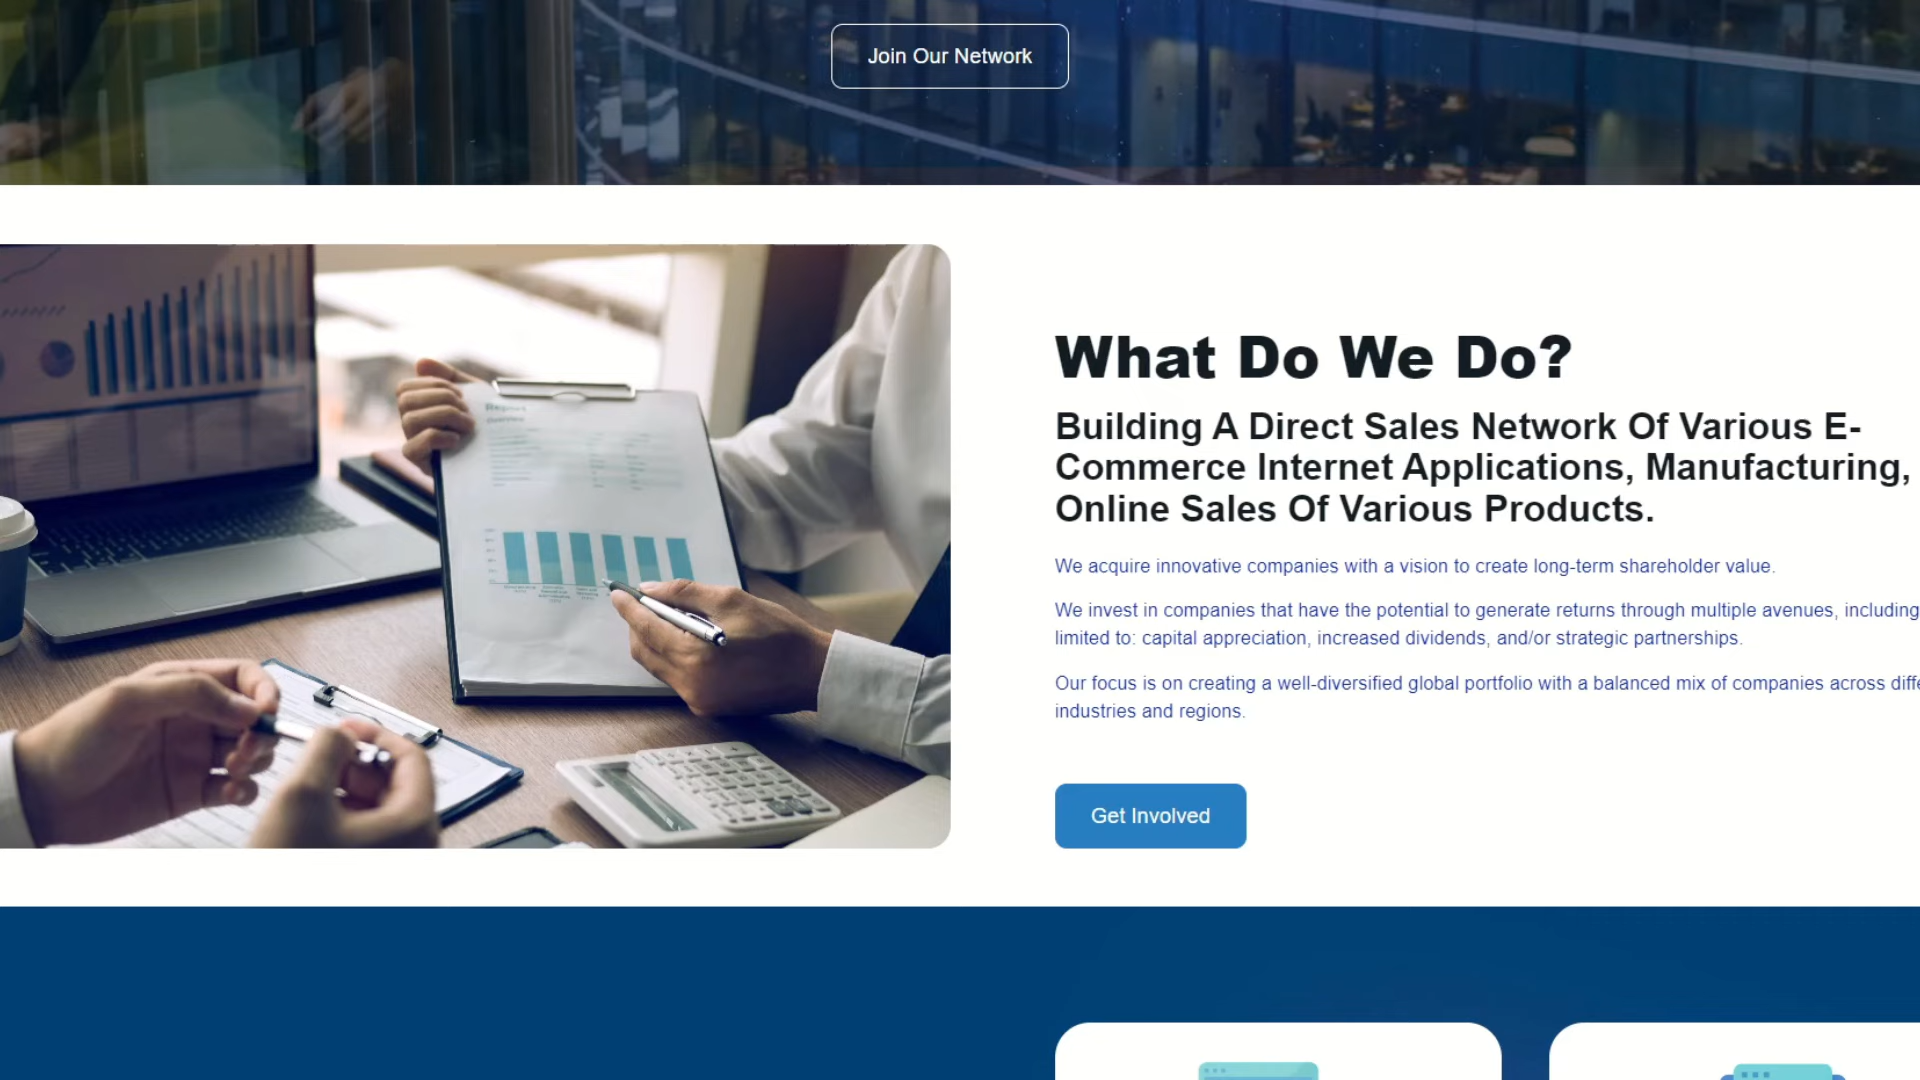 Join Our Network
What Do We Do?
Building A Direct Sales Network Of Various E-
Commerce Internet Applications, Manufacturing,
Online Sales Of Various Products.
We acquire innovative companies with a vision to create long-term shareholder value.
We invest in companies that have the potential to generate returns through multiple avenues, including
limited to: capital appreciation, increased dividends, and/or strategic partnerships.
Our focus is on creating a well-diversified global portfolio with a balanced mix of companies across
industries and regions.
Get Involved
Report
Overview